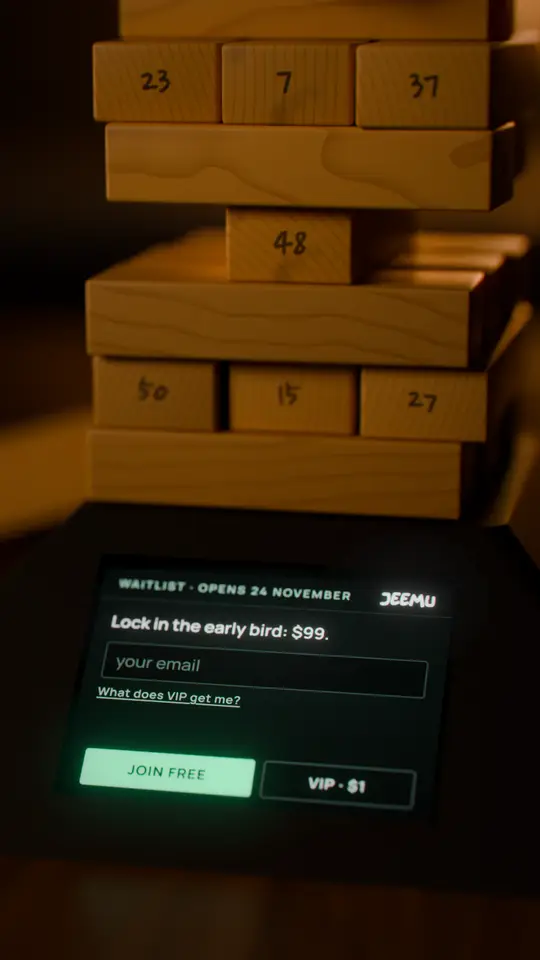 23 7 37
48
50 15 27
WAITLIST · OPENS 24 NOVEMBER JEEMU
Lock in the early bird: $99.
your email
What does VIP get me?
JOIN FREE VIP · $1